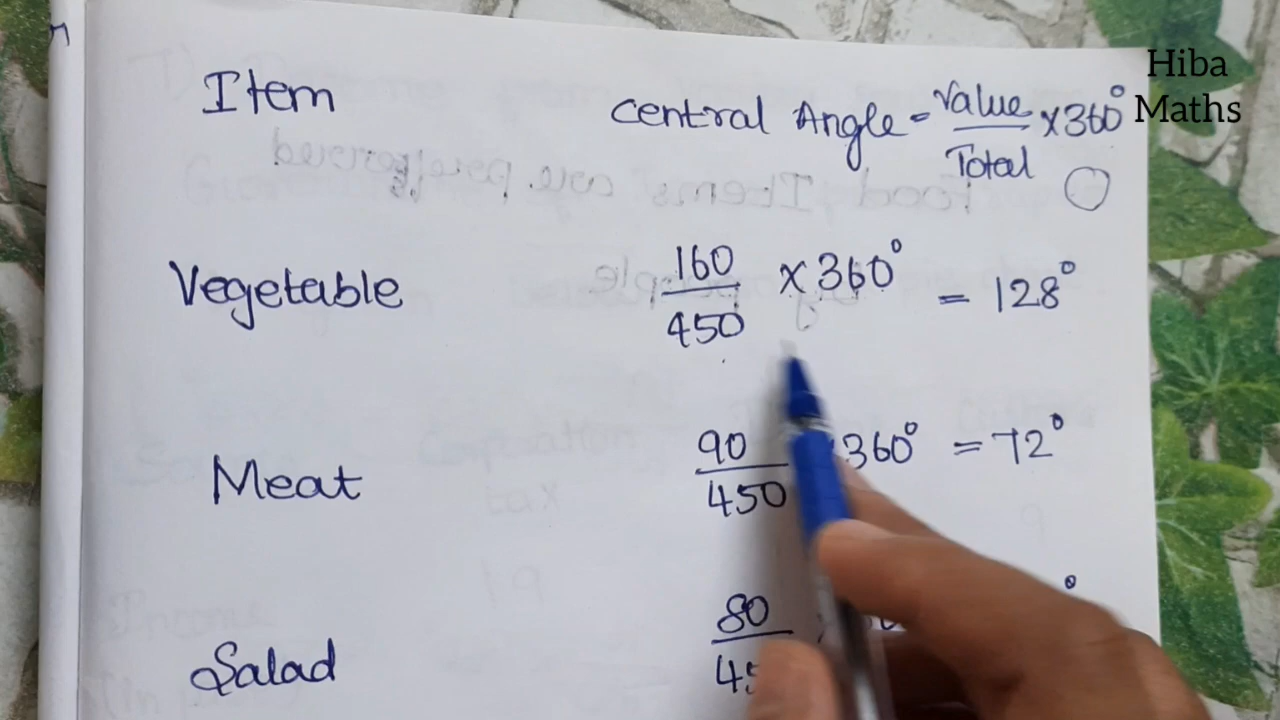 Hiba
Maths
Item Central Angle = Value / Total × 360°
Vegetable 160 / 450 × 360° = 128°
Meat 90 / 450 360° = 72°
Salad 80